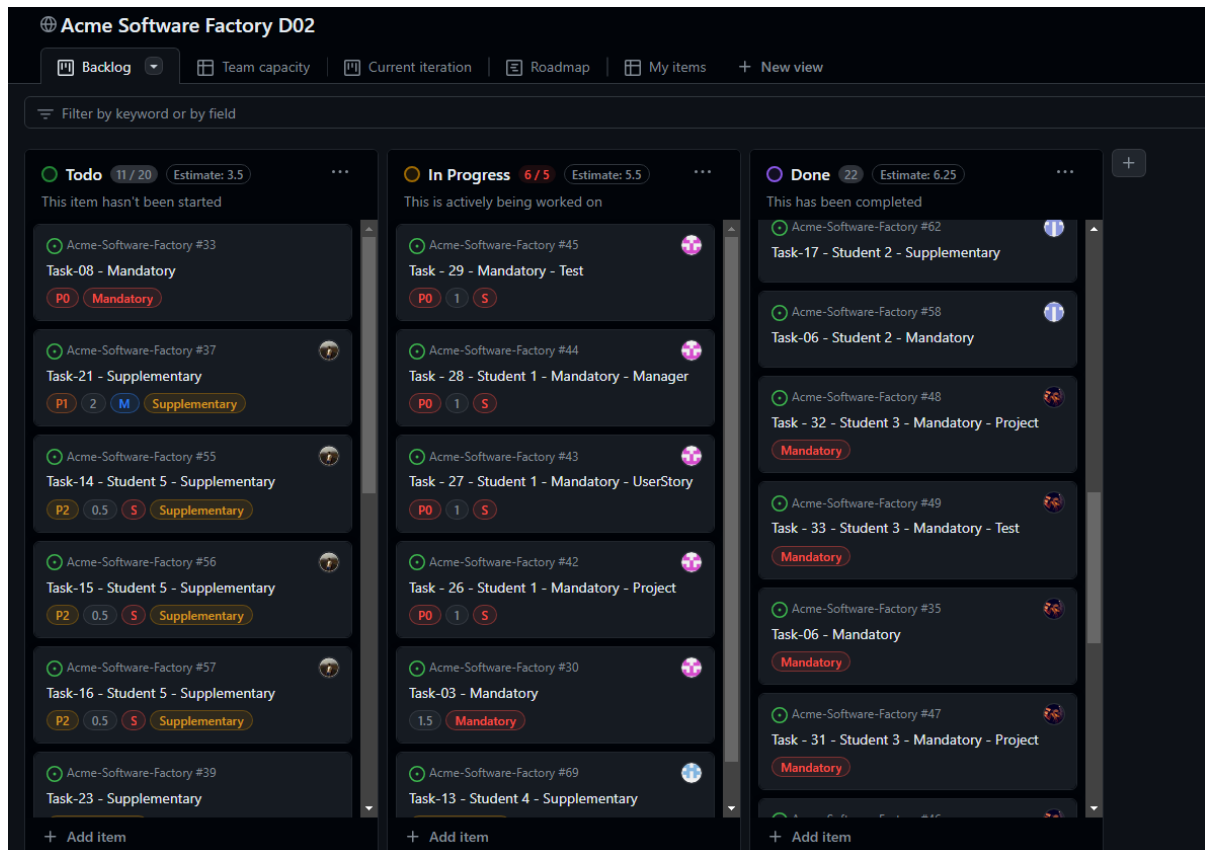 Acme Software Factory D02
Backlog
Team capacity
Current iteration
Roadmap
My items
+ New view
Filter by keyword or by field
Todo 11 / 20 Estimate: 3.5 ...
This item hasn't been started
Acme-Software-Factory #33
Task-08 - Mandatory
P0 Mandatory
Acme-Software-Factory #37
Task-21 - Supplementary
P1 2 M Supplementary
Acme-Software-Factory #55
Task-14 - Student 5 - Supplementary
P2 0.5 S Supplementary
Acme-Software-Factory #56
Task-15 - Student 5 - Supplementary
P2 0.5 S Supplementary
Acme-Software-Factory #57
Task-16 - Student 5 - Supplementary
P2 0.5 S Supplementary
Acme-Software-Factory #39
Task-23 - Supplementary
+ Add item
In Progress 6 / 5 Estimate: 5.5 ...
This is actively being worked on
Acme-Software-Factory #45
Task - 29 - Mandatory - Test
P0 1 S
Acme-Software-Factory #44
Task - 28 - Student 1 - Mandatory - Manager
P0 1 S
Acme-Software-Factory #43
Task - 27 - Student 1 - Mandatory - UserStory
P0 1 S
Acme-Software-Factory #42
Task - 26 - Student 1 - Mandatory - Project
P0 1 S
Acme-Software-Factory #30
Task-03 - Mandatory
1.5 Mandatory
Acme-Software-Factory #69
Task-13 - Student 4 - Supplementary
+ Add item
Done 22 Estimate: 6.25 ...
This has been completed
Acme-Software-Factory #62
Task-17 - Student 2 - Supplementary
Acme-Software-Factory #58
Task-06 - Student 2 - Mandatory
Acme-Software-Factory #48
Task - 32 - Student 3 - Mandatory - Project
Mandatory
Acme-Software-Factory #49
Task - 33 - Student 3 - Mandatory - Test
Mandatory
Acme-Software-Factory #35
Task-06 - Mandatory
Mandatory
Acme-Software-Factory #47
Task - 31 - Student 3 - Mandatory - Project
Mandatory
+ Add item
+